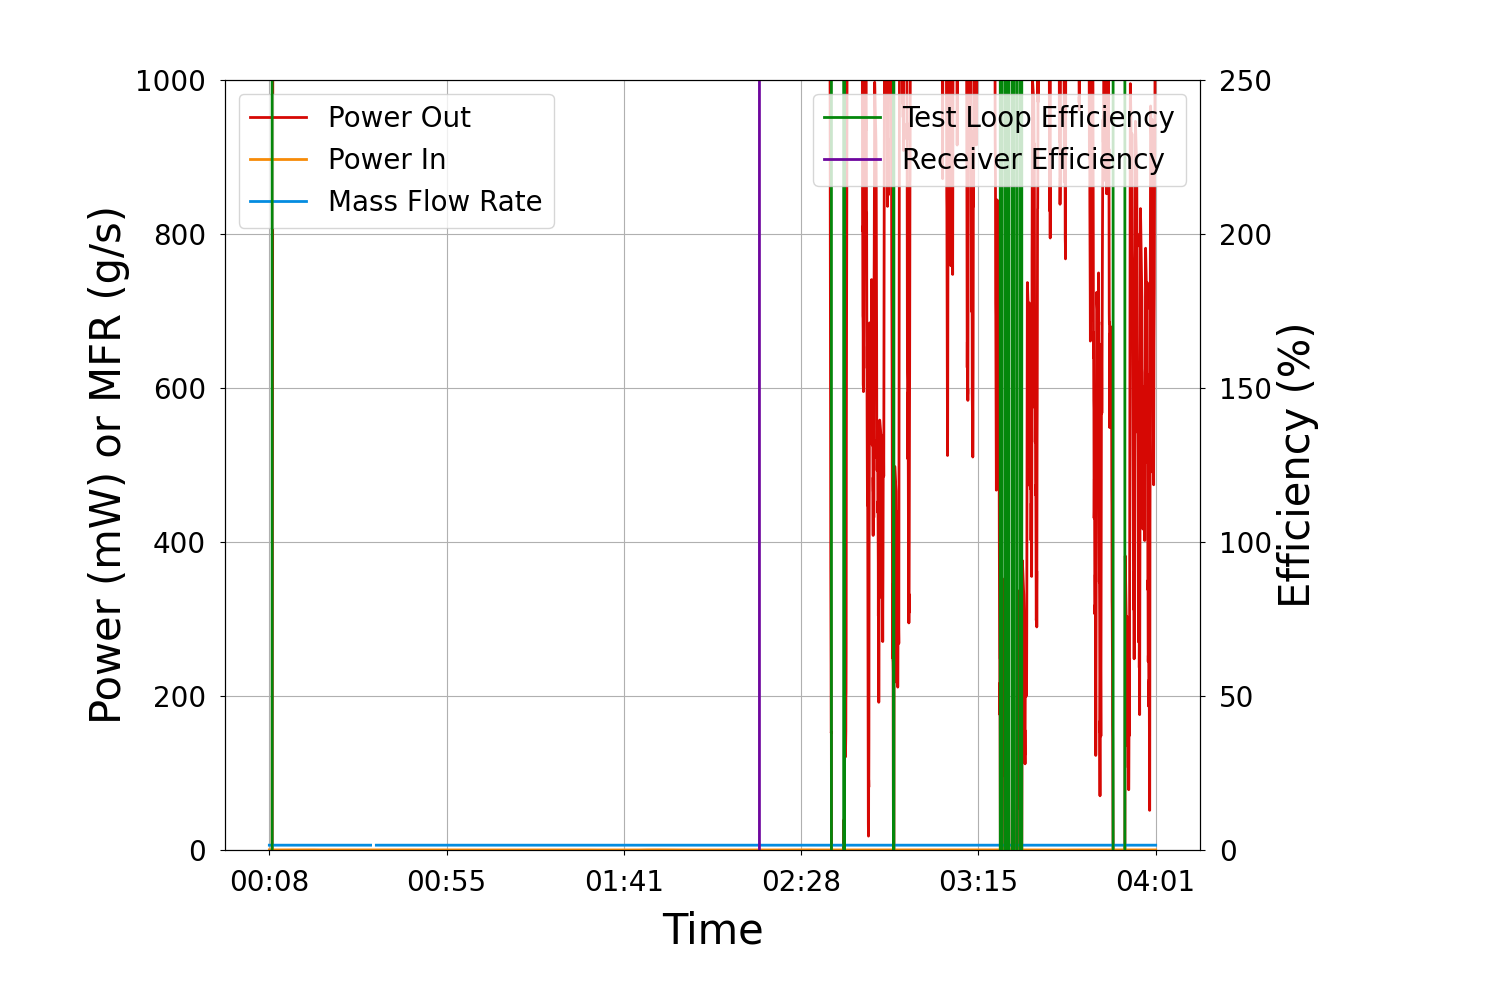 1000
800
600
400
200
0
Power (mW) or MFR (g/s)
Power Out
Power In
Mass Flow Rate
Test Loop Efficiency
Receiver Efficiency
250
200
150
100
50
0
Efficiency (%)
00:08 00:55 01:41 02:28 03:15 04:01
Time